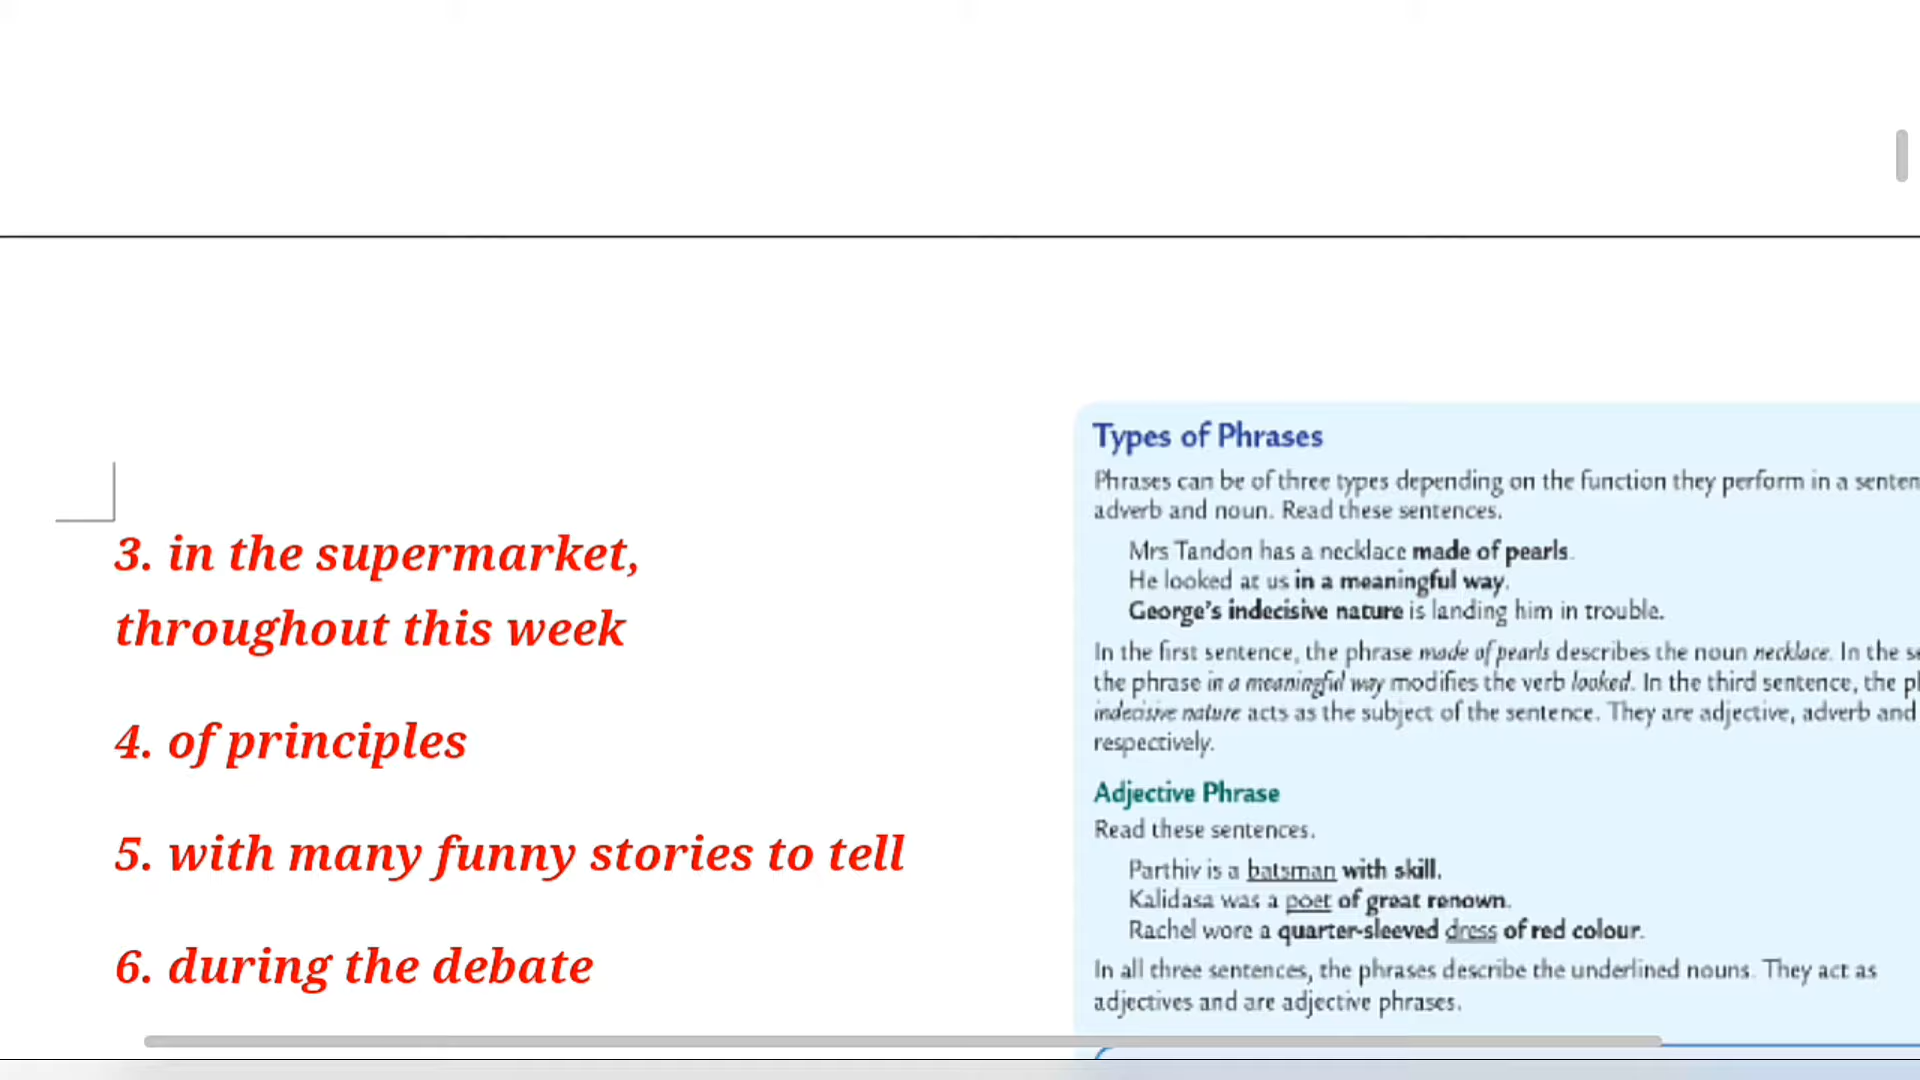 3. in the supermarket,
throughout this week
4. of principles
5. with many funny stories to tell
6. during the debate
Types of Phrases
Phrases can be of three types depending on the function they perform in a
adverb and noun. Read these sentences.
Mrs Tandon has a necklace made of pearls.
He looked at us in a meaningful way.
George's indecisive nature is landing him in trouble.
In the first sentence, the phrase made of pearls describes the noun necklace. In the
the phrase in a meaningful way modifies the verb looked. In the third sentence, the
indecisive nature acts as the subject of the sentence. They are adjective, adverb and
respectively.
Adjective Phrase
Read these sentences.
Parthiv is a batsman with skill.
Kalidasa was a poet of great renown.
Rachel wore a quarter-sleeved dress of red colour.
In all three sentences, the phrases describe the underlined nouns. They act as
adjectives and are adjective phrases.